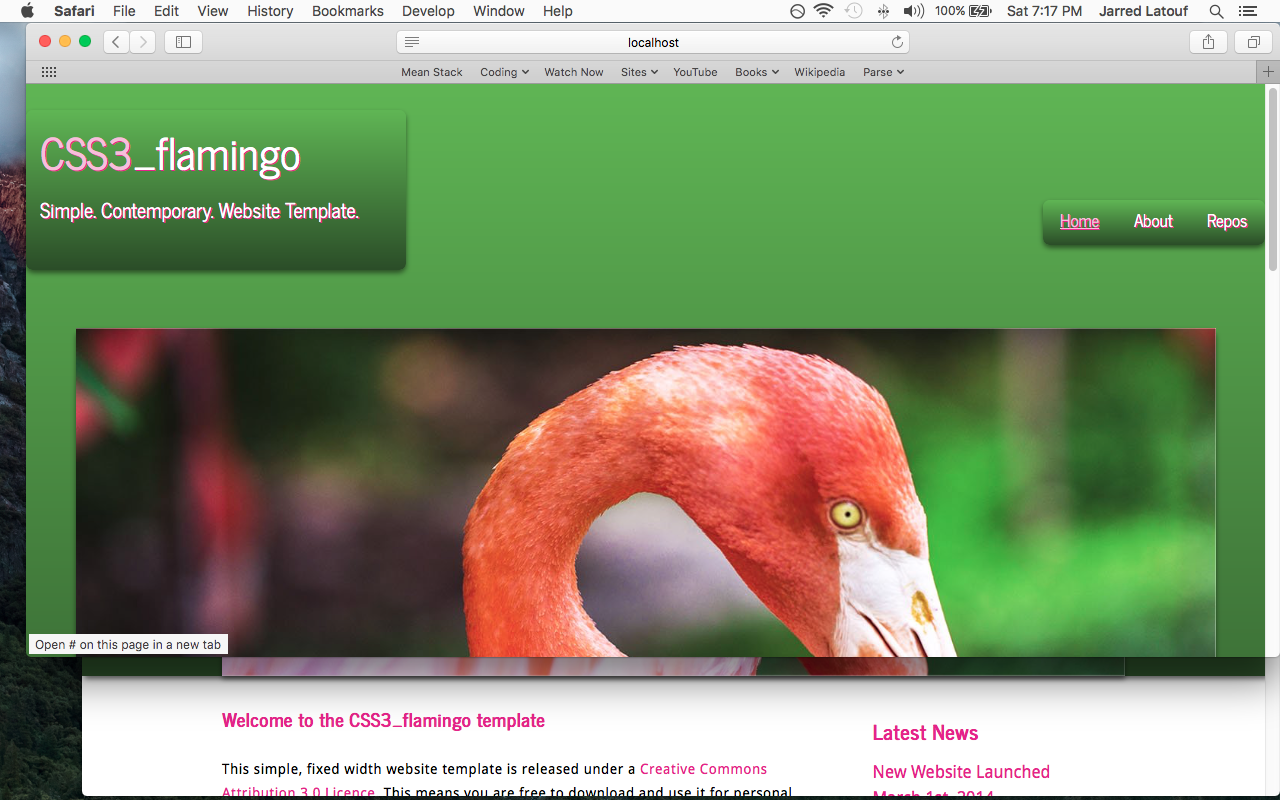 Safari File Edit View History Bookmarks Develop Window Help 100% Sat 7:17 PM Jarred Latouf
localhost
Mean Stack Coding Watch Now Sites YouTube Books Wikipedia Parse
CSS3_flamingo
Simple. Contemporary. Website Template.
Home About Repos
Open # on this page in a new tab
Welcome to the CSS3_flamingo template
Latest News
This simple, fixed width website template is released under a Creative Commons
New Website Launched
Attribution 3.0 Licence. This means you are free to download and use it for personal
March 1st, 2014